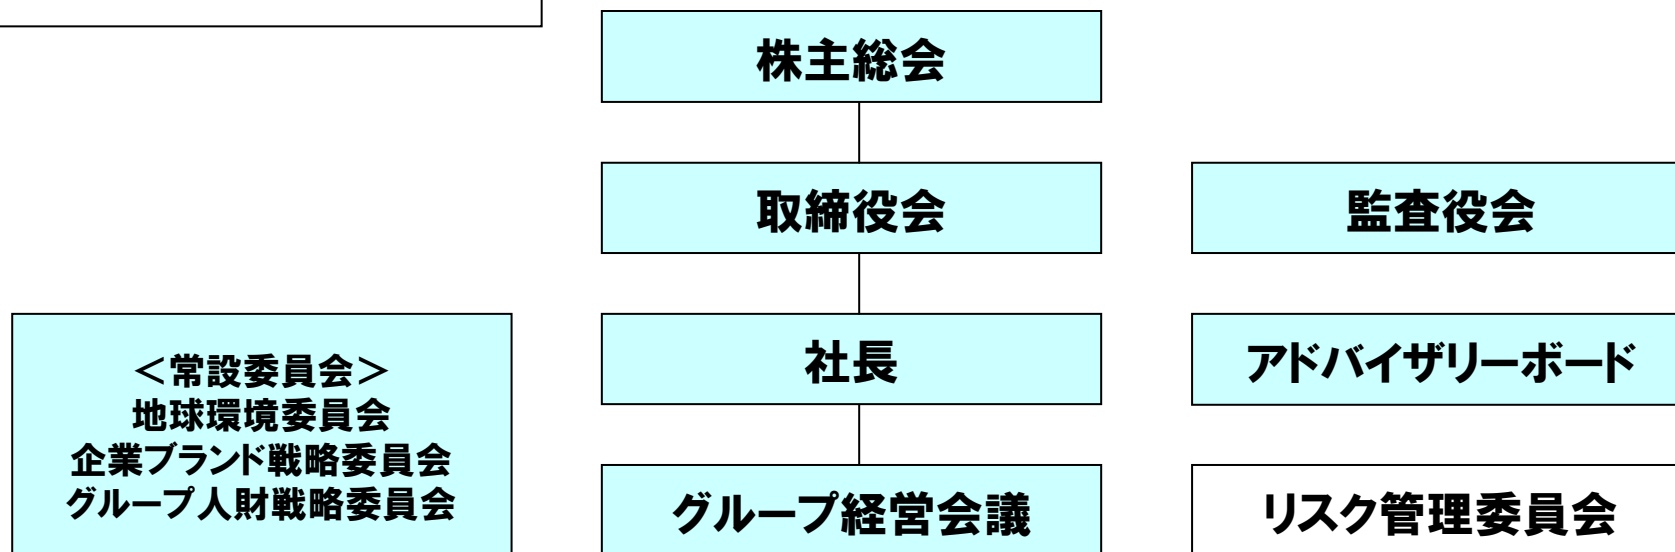 株主総会
取締役会
監査役会
社長
アドバイザリーボード
＜常設委員会＞
地球環境委員会
企業ブランド戦略委員会
グループ人財戦略委員会
グループ経営会議
リスク管理委員会